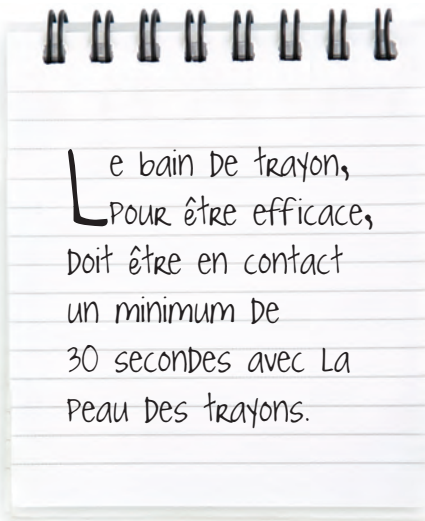 Le bain de trayon,
pour être efficace,
doit être en contact
un minimum de
30 secondes avec la
peau des trayons.